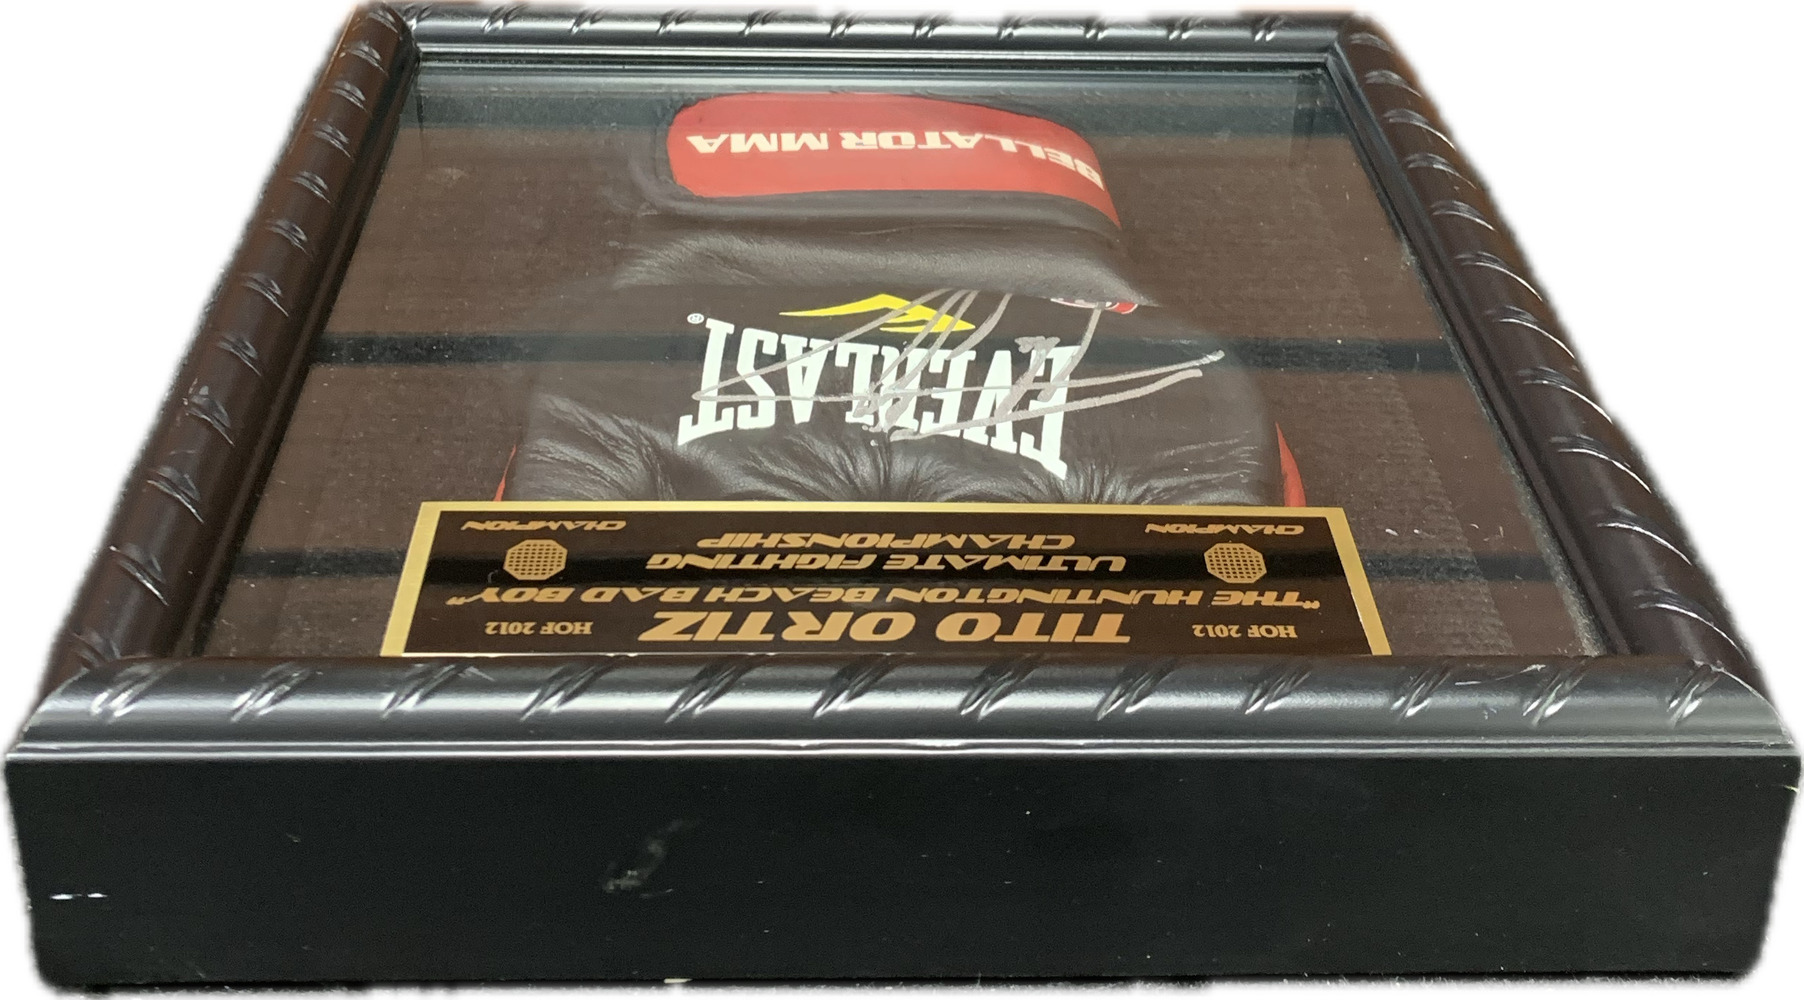 BELLATOR MMA
EVERLAST®
CHAMPION
CHAMPION
ULTIMATE FIGHTING
CHAMPIONSHIP
"THE HUNTINGTON BEACH BAD BOY"
HOF 2012
TITO ORTIZ
HOF 2012